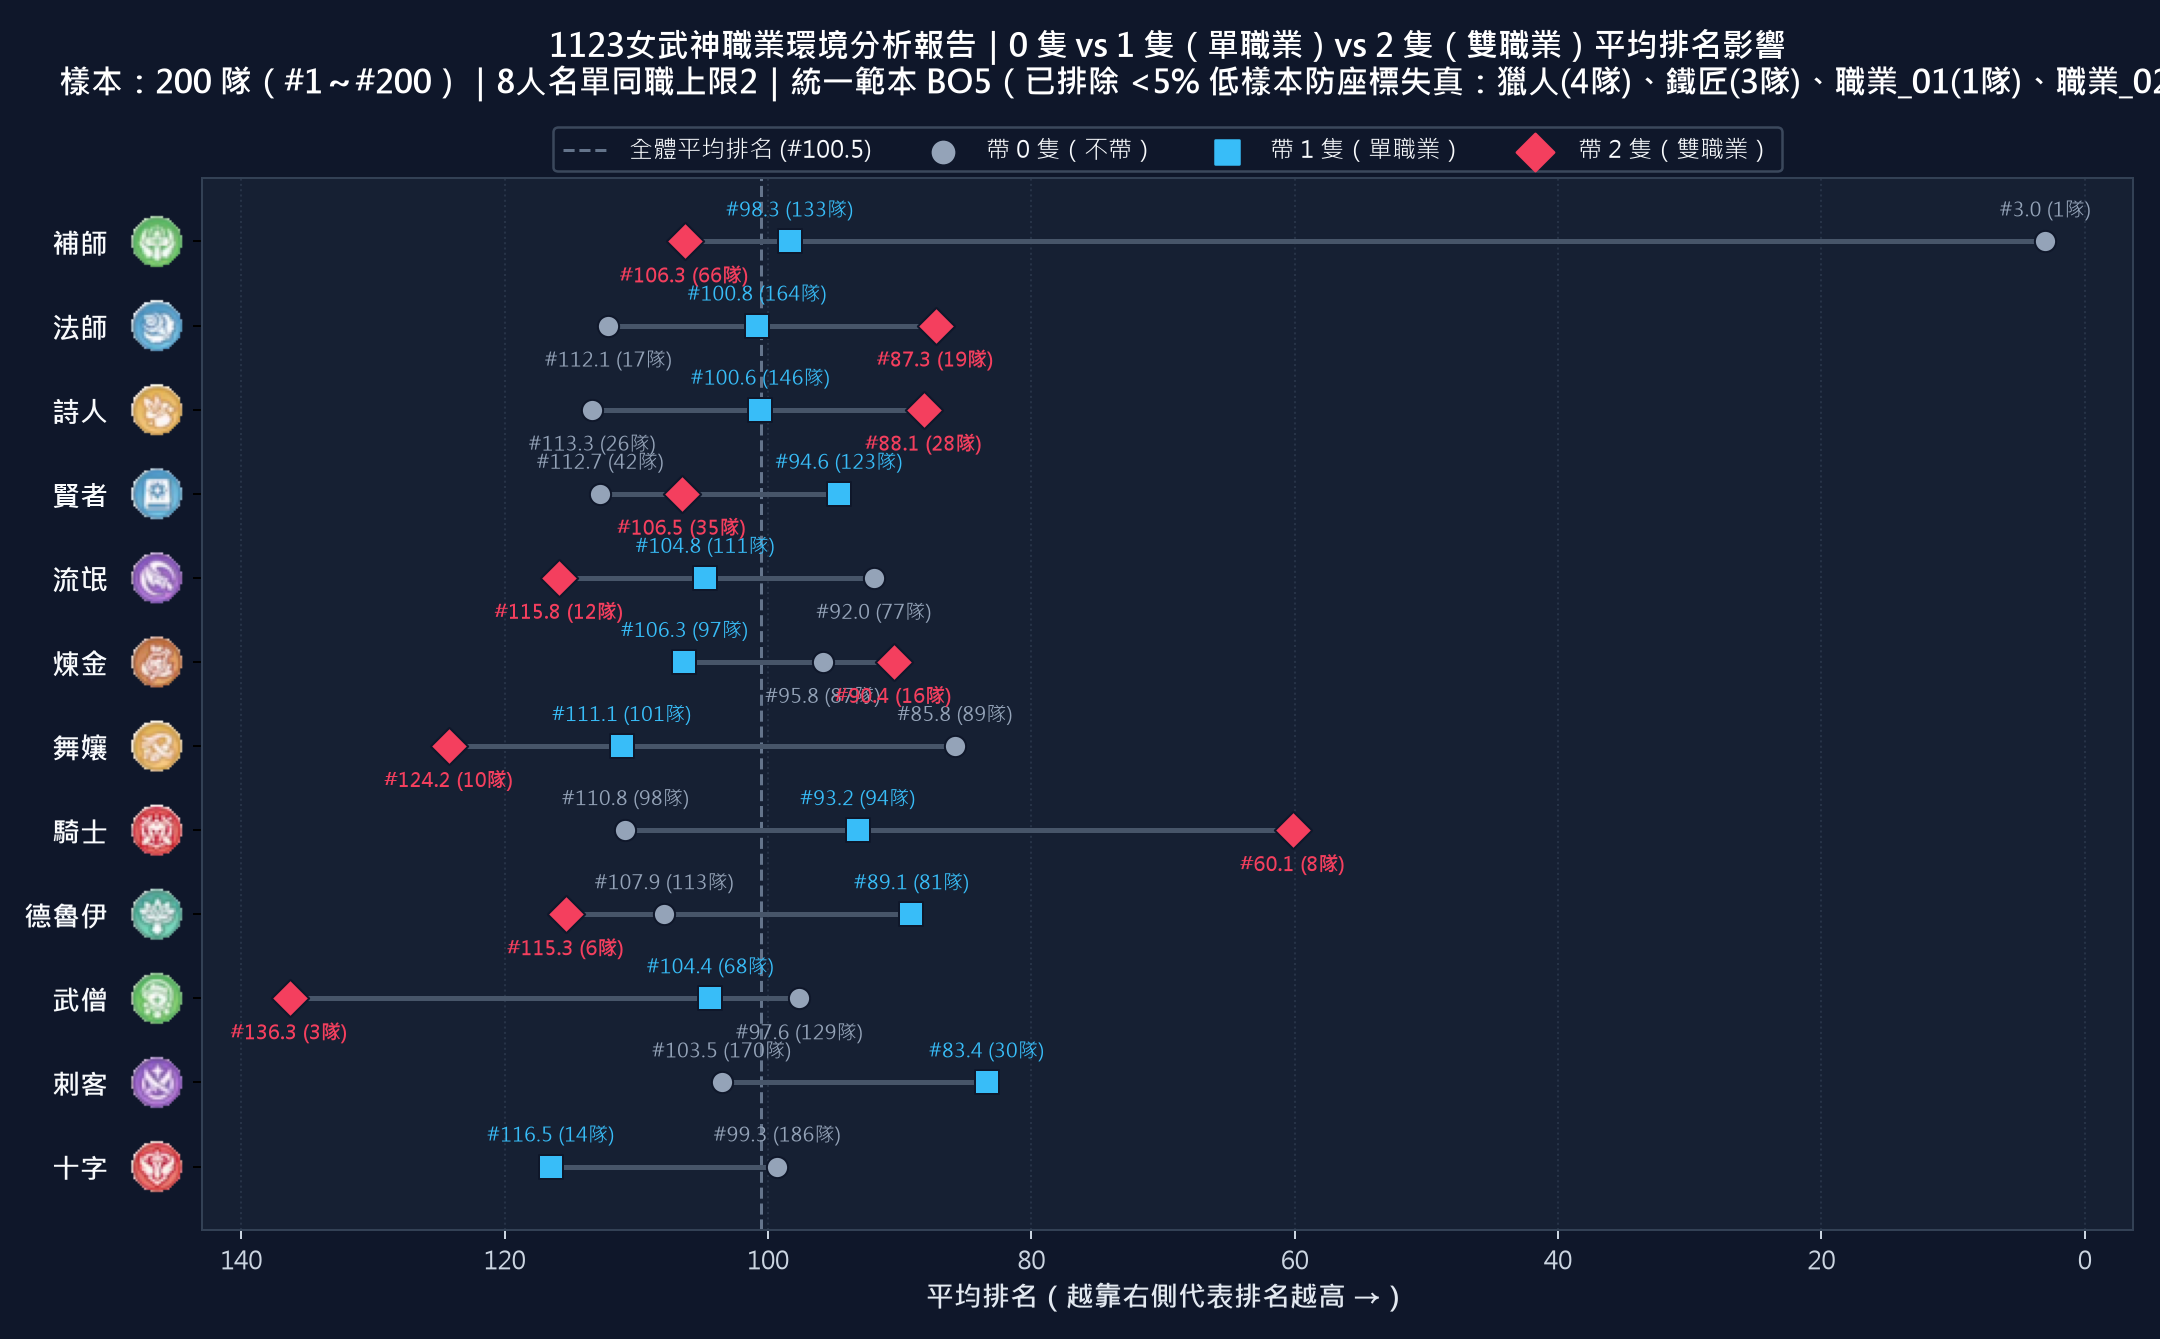 1123女武神職業環境分析報告 | 0 隻 vs 1 隻 ( 單職業 ) vs 2 隻 ( 雙職業 ) 平均排名影響
樣本：200 隊 ( #1～#200 ) | 8人名單同職上限2 | 統一範本 BO5 ( 已排除 <5% 低樣本防座標失真：獵人(4隊)、鐵匠(3隊)、職業_01(1隊)、職業_02
全體平均排名 (#100.5) 帶 0 隻 ( 不帶 ) 帶 1 隻 ( 單職業 ) 帶 2 隻 ( 雙職業 )
#98.3 (133隊) #3.0 (1隊)
補師
#106.3 (66隊)
#100.8 (164隊)
法師
#112.1 (17隊) #87.3 (19隊)
#100.6 (146隊)
詩人
#113.3 (26隊) #88.1 (28隊)
#112.7 (42隊) #94.6 (123隊)
賢者
#106.5 (35隊)
#104.8 (111隊)
流氓
#115.8 (12隊) #92.0 (77隊)
#106.3 (97隊)
煉金
#95.8 (87隊) #90.4 (16隊)
#111.1 (101隊) #85.8 (89隊)
舞孃
#124.2 (10隊)
#110.8 (98隊) #93.2 (94隊)
騎士
#60.1 (8隊)
#107.9 (113隊) #89.1 (81隊)
德魯伊
#115.3 (6隊)
#104.4 (68隊)
武僧
#136.3 (3隊) #97.6 (129隊)
#103.5 (170隊) #83.4 (30隊)
刺客
#116.5 (14隊) #99.3 (186隊)
十字
140 120 100 80 60 40 20 0
平均排名 ( 越靠右側代表排名越高 → )